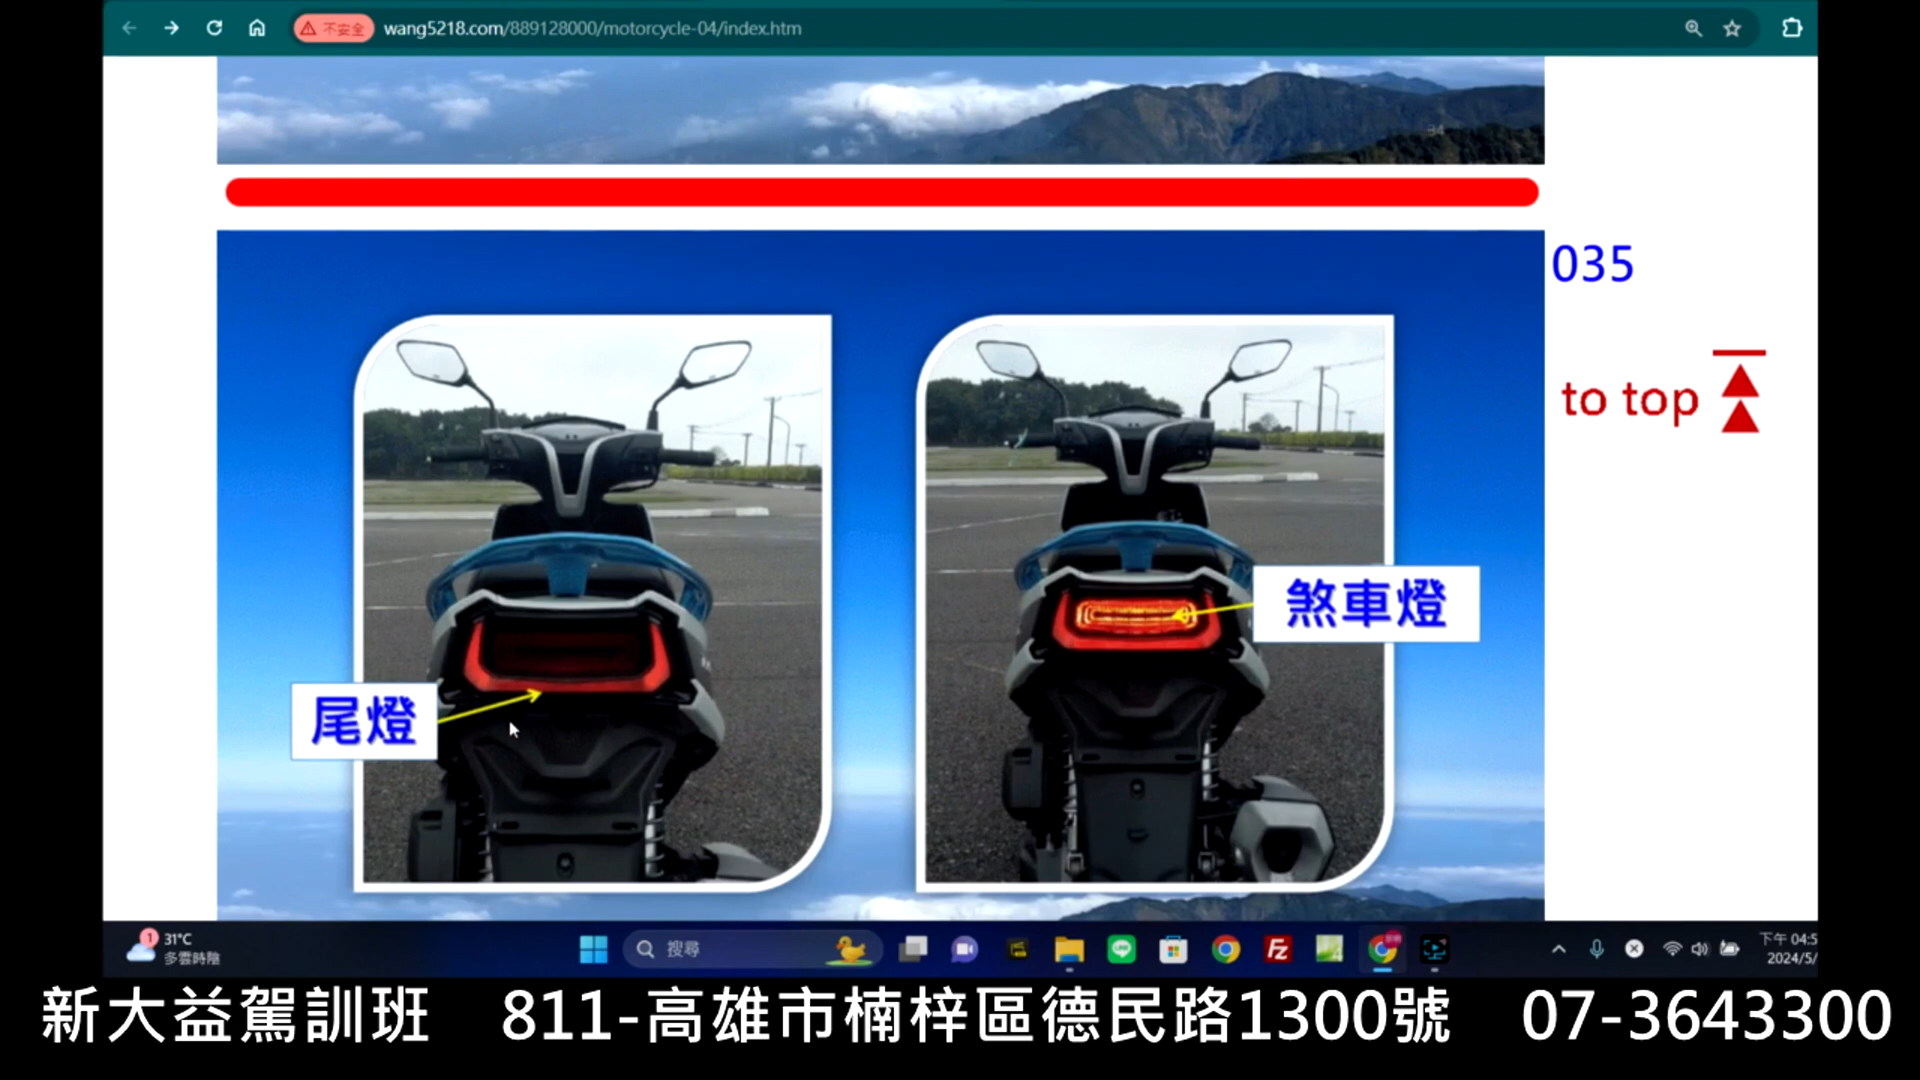 不安全 wang5218.com/889128000/motorcycle-04/index.htm
34
035
to top
煞車燈
尾燈
1 31°C
多雲時陰
搜尋
下午 04:5
2024/5/
新大益駕訓班 811-高雄市楠梓區德民路1300號 07-3643300